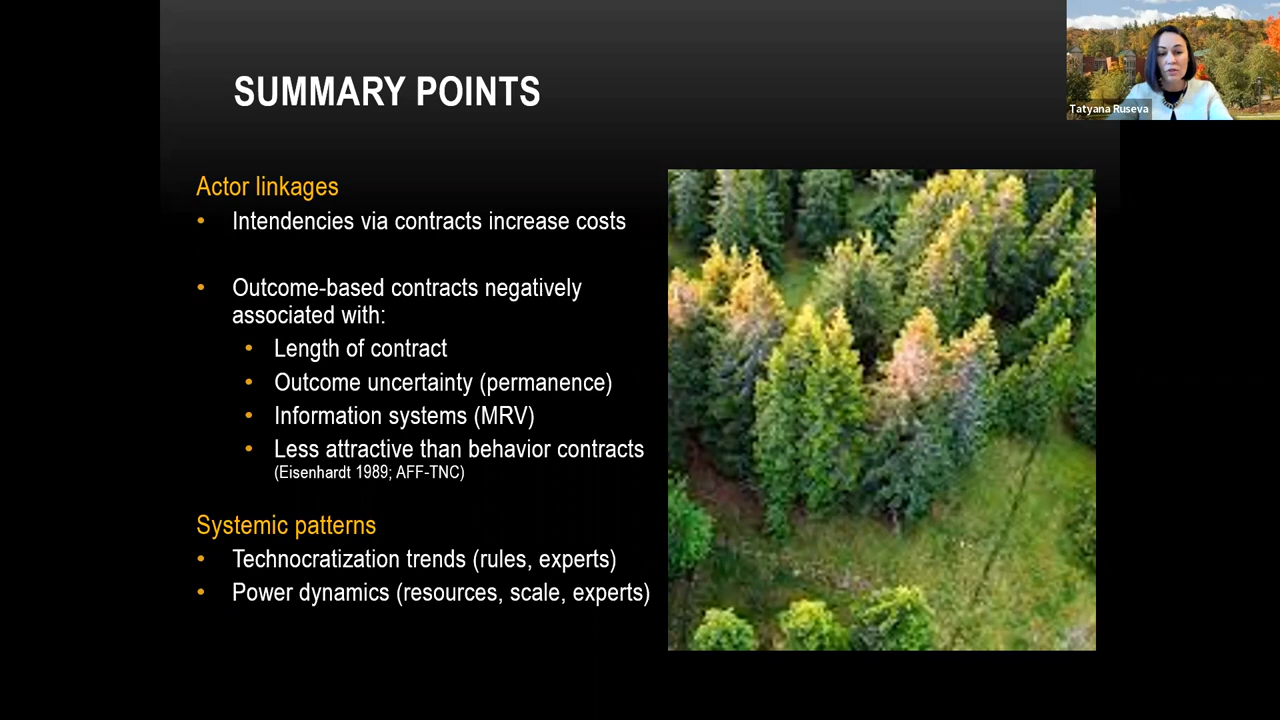 SUMMARY POINTS
Tatyana Ruseva
Actor linkages
• Intendencies via contracts increase costs
• Outcome-based contracts negatively
associated with:
• Length of contract
• Outcome uncertainty (permanence)
• Information systems (MRV)
• Less attractive than behavior contracts
(Eisenhardt 1989; AFF-TNC)
Systemic patterns
• Technocratization trends (rules, experts)
• Power dynamics (resources, scale, experts)